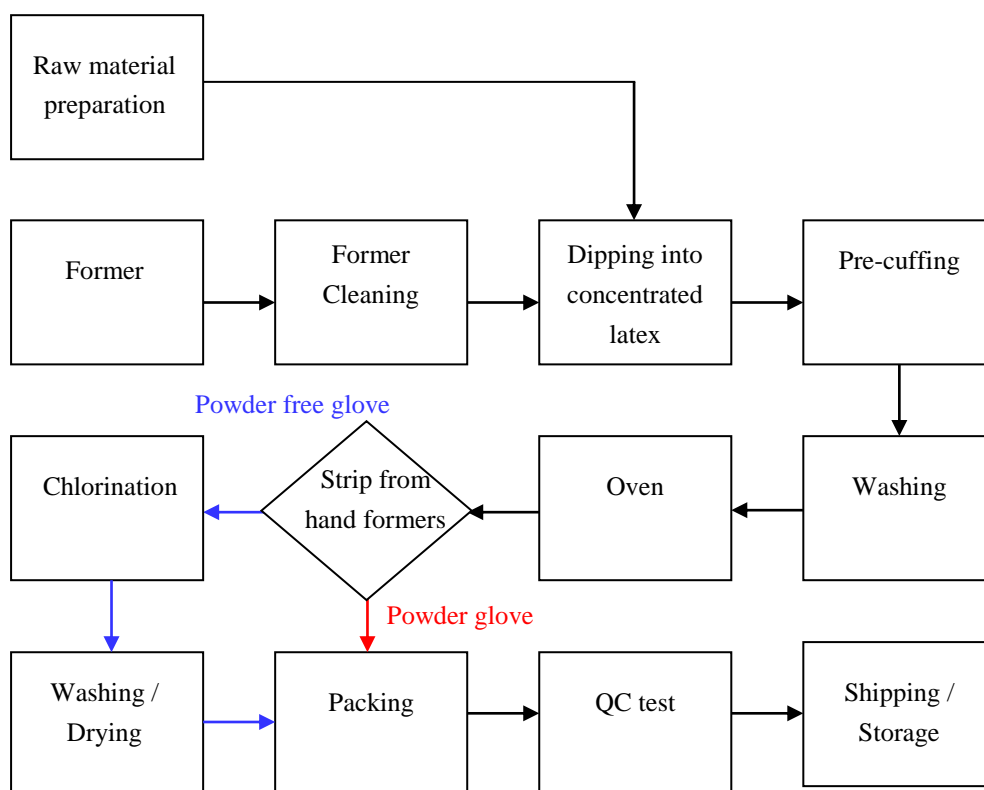 Raw material
preparation
Former
Former
Cleaning
Dipping into
concentrated
latex
Pre-cuffing
Powder free glove
Chlorination
Strip from
hand formers
Oven
Washing
Powder glove
Washing /
Drying
Packing
QC test
Shipping /
Storage